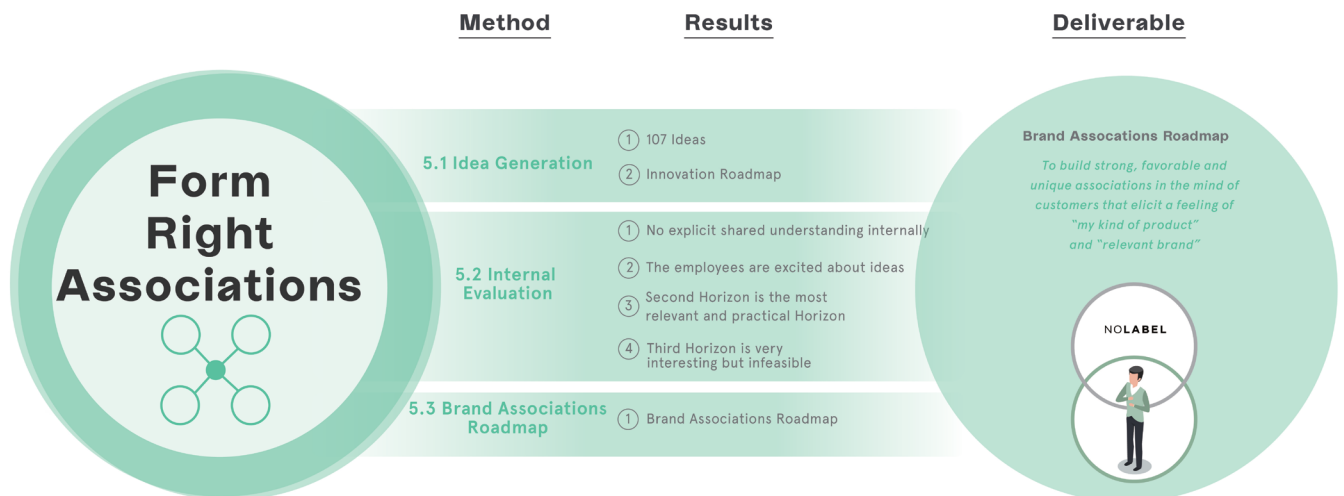 Method
Results
Deliverable
Form
Right
Associations
5.1 Idea Generation
1 107 Ideas
2 Innovation Roadmap
5.2 Internal
Evaluation
1 No explicit shared understanding internally
2 The employees are excited about ideas
3 Second Horizon is the most
relevant and practical Horizon
4 Third Horizon is very
interesting but infeasible
5.3 Brand Associations
Roadmap
1 Brand Associations Roadmap
Brand Assocations Roadmap
To build strong, favorable and
unique associations in the mind of
customers that elicit a feeling of
“my kind of product”
and “relevant brand”
NOLABEL